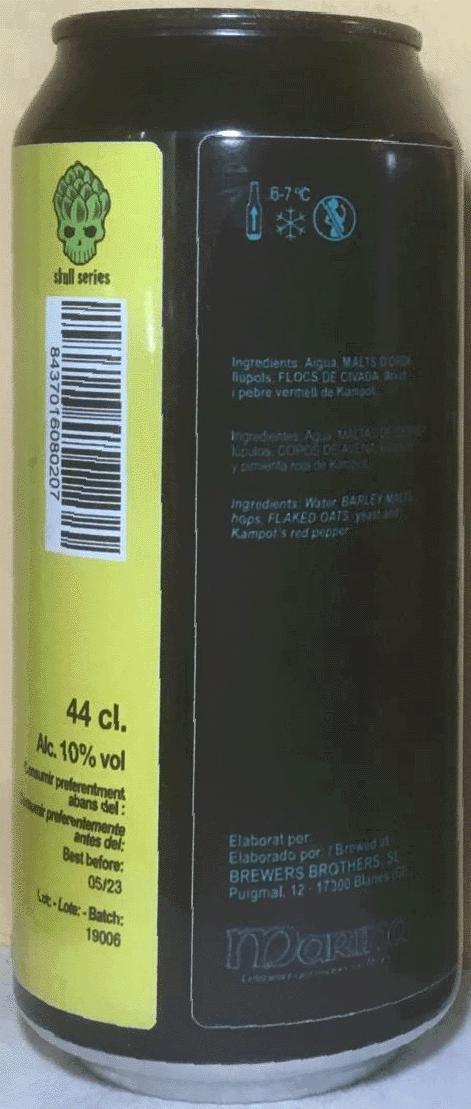 skull series
8437016080207
44 cl.
Alc. 10% vol
Consumir preferentment
abans del :
Consumir preferentemente
antes del:
Best before:
05/23
Lot: - Lote: - Batch:
19006
6-7 ºC
Ingredients: Aigua, MALTS D'ORDI
llúpols, FLOCS DE CIVADA,
i pebre vermell de Kampot
Ingredientes: Agua, MALTAS DE
lúpulos, COPOS DE AVENA,
y pimienta roja de Kampot
Ingredients: Water, BARLEY MALTS,
hops, FLAKED OATS, yeast and
Kampot's red pepper
Elaborat per:
Elaborado por: / Brewed at
BREWERS BROTHERS, SL
Puigmal, 12 - 17300 Blanes
Marina